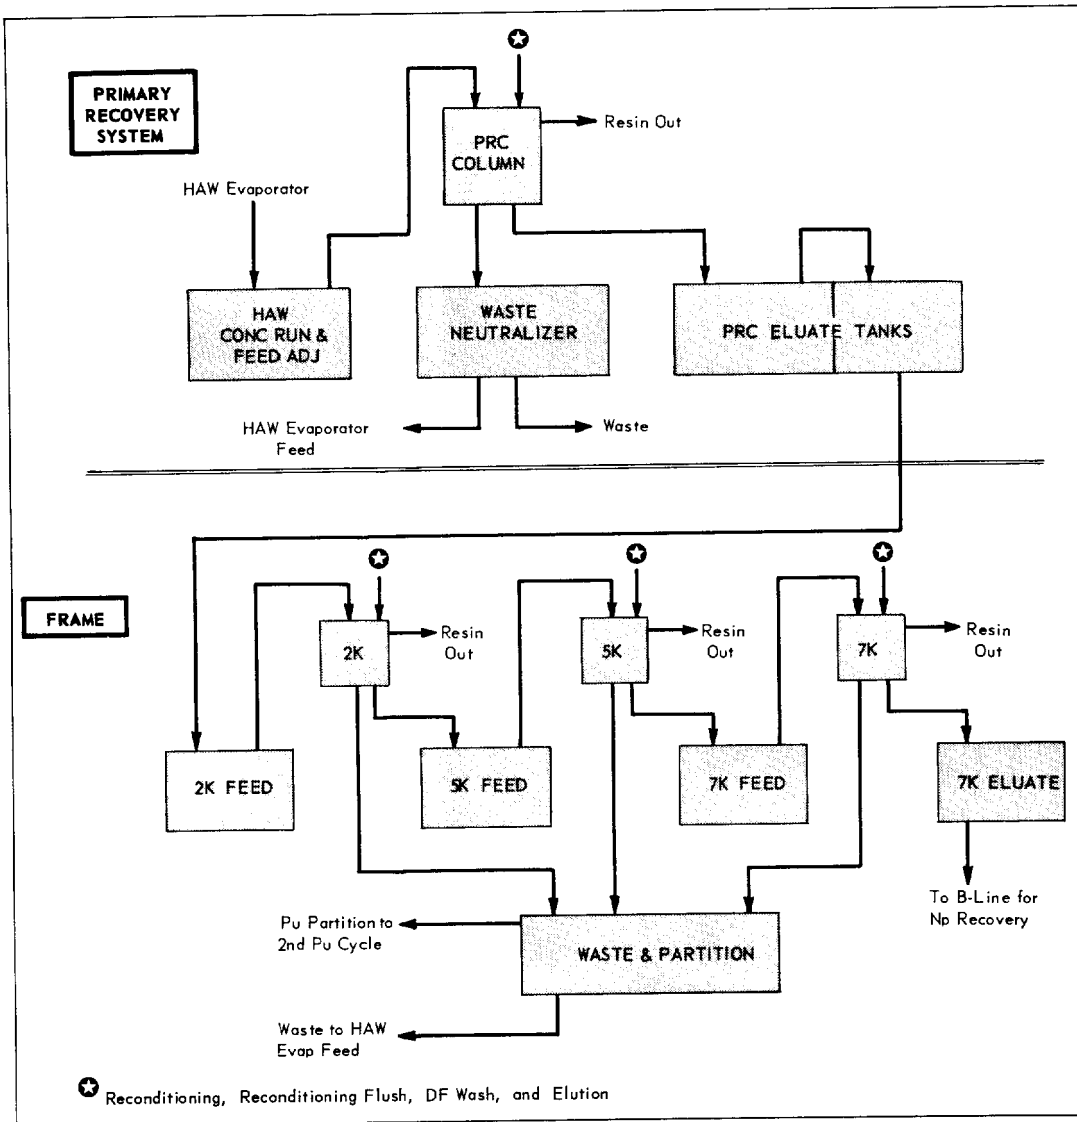 PRIMARY
RECOVERY
SYSTEM
PRC
COLUMN
Resin Out
HAW Evaporator
HAW
CONC RUN &
FEED ADJ
WASTE
NEUTRALIZER
PRC ELUATE TANKS
HAW Evaporator
Feed
Waste
FRAME
2K
Resin
Out
5K
Resin
Out
7K
Resin
Out
2K FEED
5K FEED
7K FEED
7K ELUATE
Pu Partition to
2nd Pu Cycle
WASTE & PARTITION
To B-Line for
Np Recovery
Waste to HAW
Evap Feed
Reconditioning, Reconditioning Flush, DF Wash, and Elution